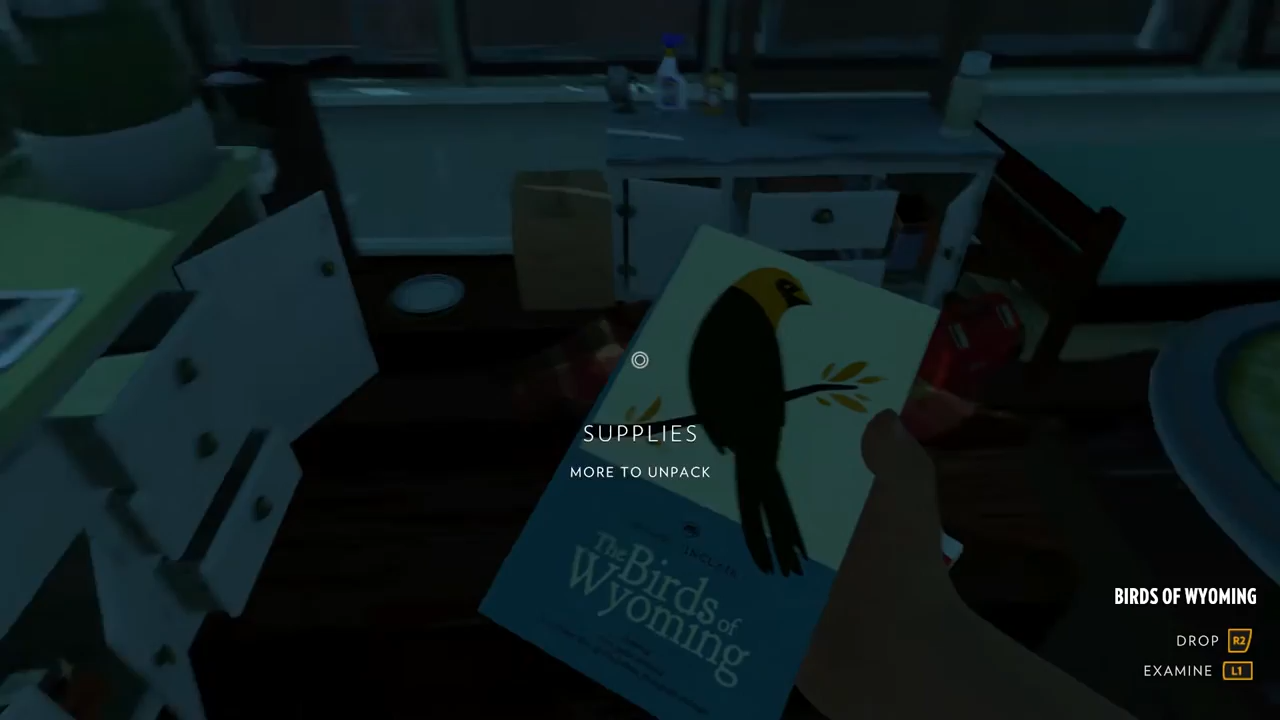 SUPPLIES
MORE TO UNPACK
The Birds of
Wyoming
BIRDS OF WYOMING
DROP R2
EXAMINE L1